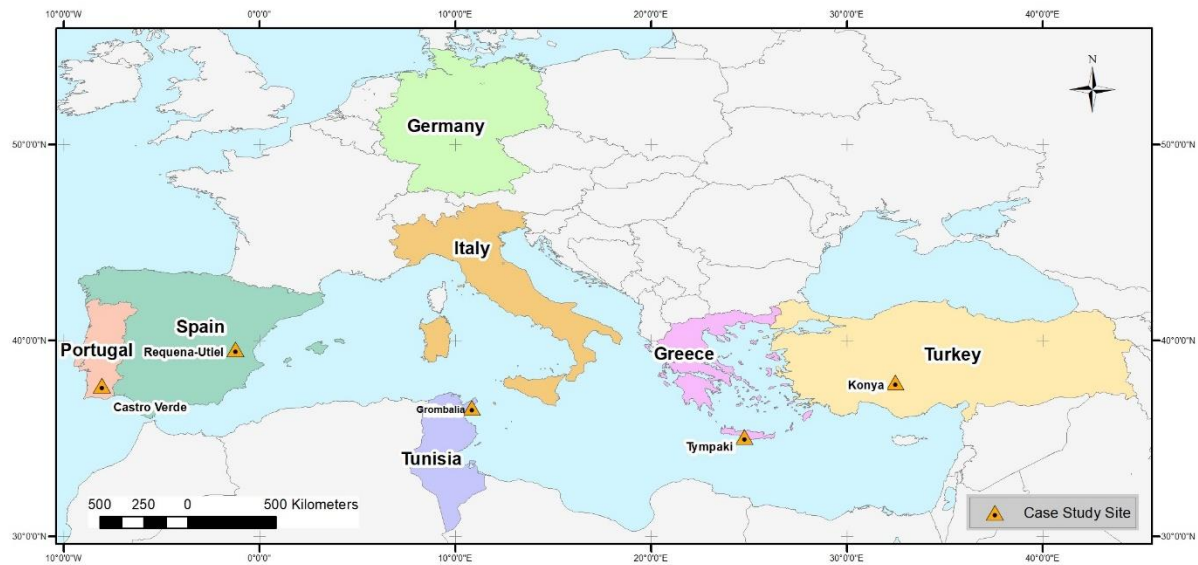 10°0'0"W
0°0'0"
10°0'0"E
20°0'0"E
30°0'0"E
40°0'0"E
N
Germany
50°0'0"N
50°0'0"N
Italy
Spain
40°0'0"N
40°0'0"N
Portugal
Requena-Utiel
Greece
Turkey
Konya
Castro Verde
Grombalia
Tympaki
Tunisia
500 250 0 500 Kilometers
Case Study Site
30°0'0"N
30°0'0"N
10°0'0"W
0°0'0"
10°0'0"E
20°0'0"E
30°0'0"E
40°0'0"E